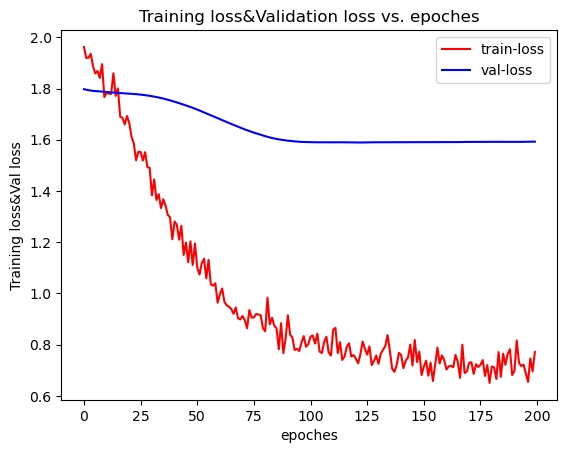 Training loss&Validation loss vs. epoches
train-loss
val-loss
Training loss&Val loss
2.0
1.8
1.6
1.4
1.2
1.0
0.8
0.6
0 25 50 75 100 125 150 175 200
epoches